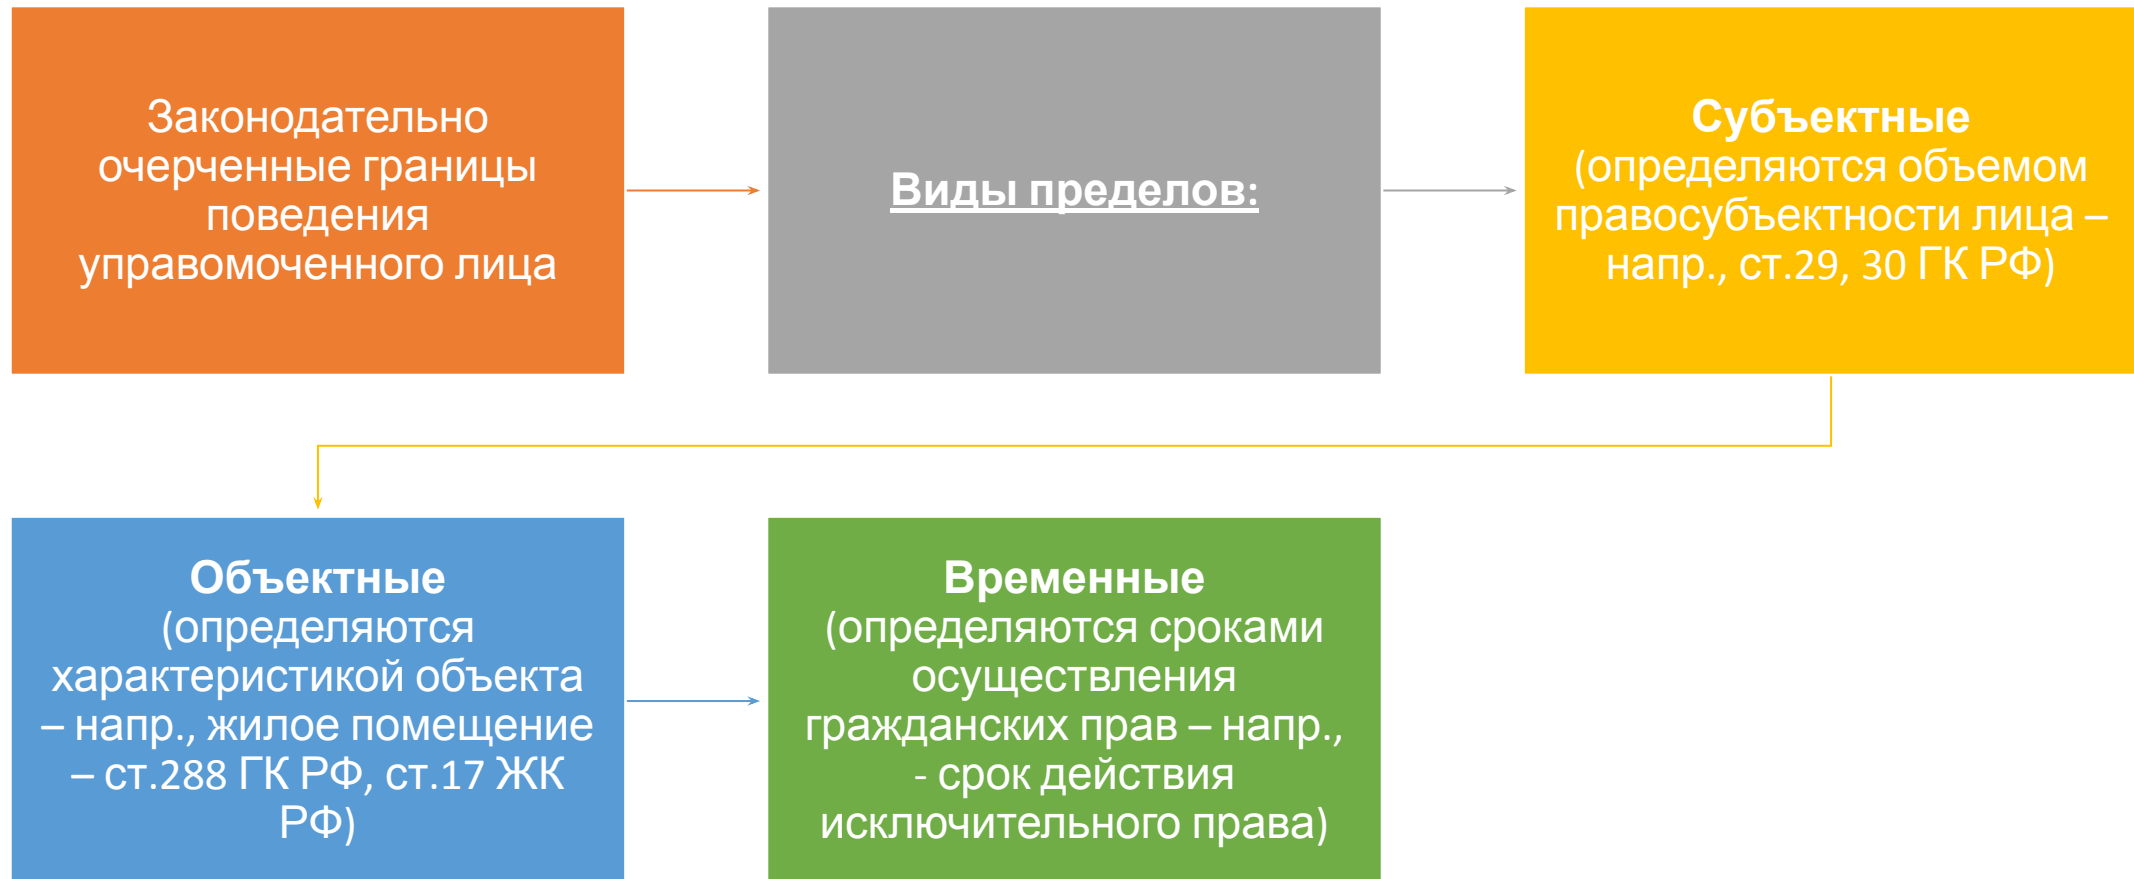 Законодательно
очерченные границы
поведения
управомоченного лица
Виды пределов:
Субъектные
(определяются объемом
правосубъектности лица –
напр., ст.29, 30 ГК РФ)
Объектные
(определяются
характеристикой объекта
– напр., жилое помещение
– ст.288 ГК РФ, ст.17 ЖК
РФ)
Временные
(определяются сроками
осуществления
гражданских прав – напр.,
- срок действия
исключительного права)